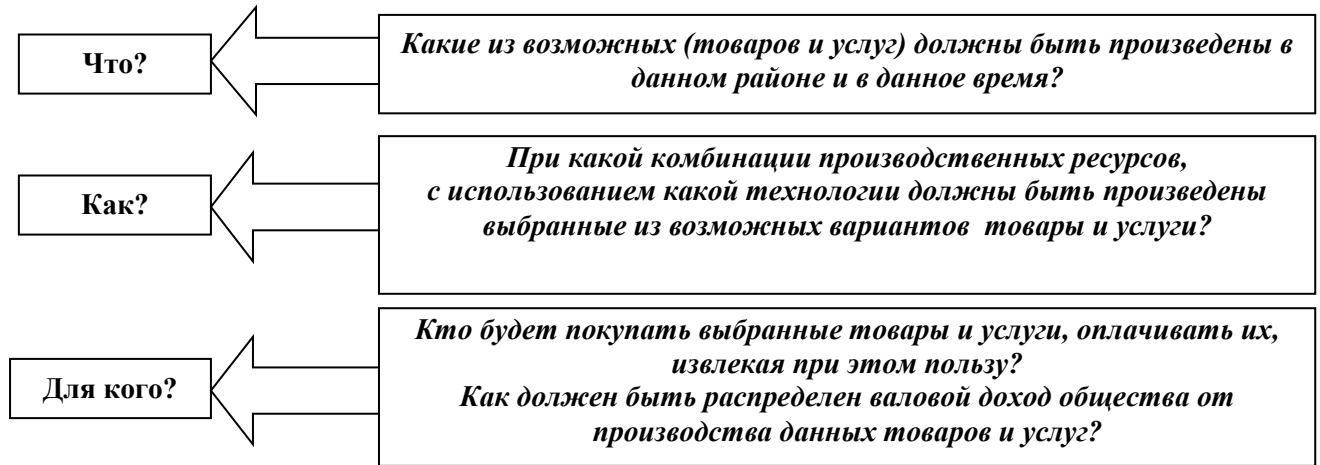 Что?
Какие из возможных (товаров и услуг) должны быть произведены в
данном районе и в данное время?
Как?
При какой комбинации производственных ресурсов,
с использованием какой технологии должны быть произведены
выбранные из возможных вариантов товары и услуги?
Для кого?
Кто будет покупать выбранные товары и услуги, оплачивать их,
извлекая при этом пользу?
Как должен быть распределен валовой доход общества от
производства данных товаров и услуг?